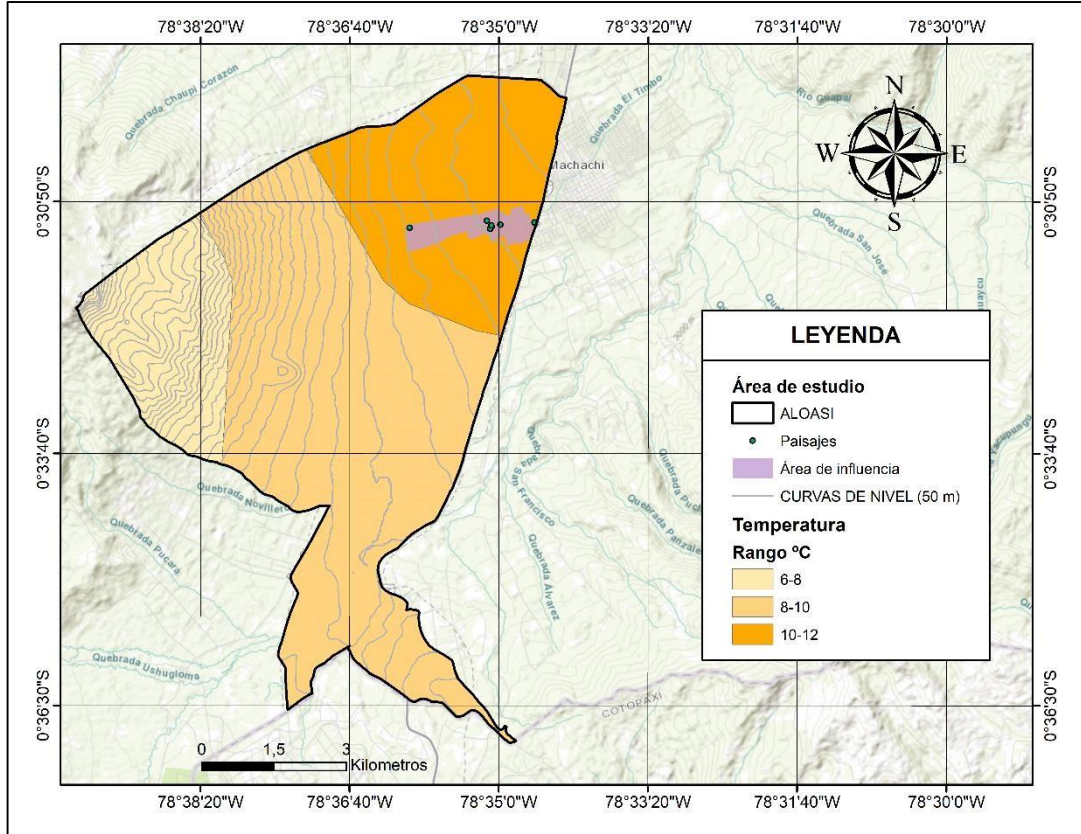 78°38'20"W
78°36'40"W
78°35'0"W
78°33'20"W
78°31'40"W
78°30'0"W
Quebrada Chaupi Corazón
Quebrada El Timbo
Río Guapal
N
W
E
S
Machachi
0°30'50"S
0°30'50"S
Quebrada San José
3000 m
LEYENDA
Área de estudio
ALOASI
Paisajes
Área de influencia
CURVAS DE NIVEL (50 m)
Temperatura
Rango ºC
6-8
8-10
10-12
0°33'40"S
0°33'40"S
Quebrada Novillero
San Francisco
Quebrada Puch
Quebrada Panzale
Quebrada Pucará
Quebrada Álvarez
Quebrada Ushugloma
0°36'30"S
0°36'30"S
COTOPAXI
0
1,5
3
Kilometros
78°38'20"W
78°36'40"W
78°35'0"W
78°33'20"W
78°31'40"W
78°30'0"W